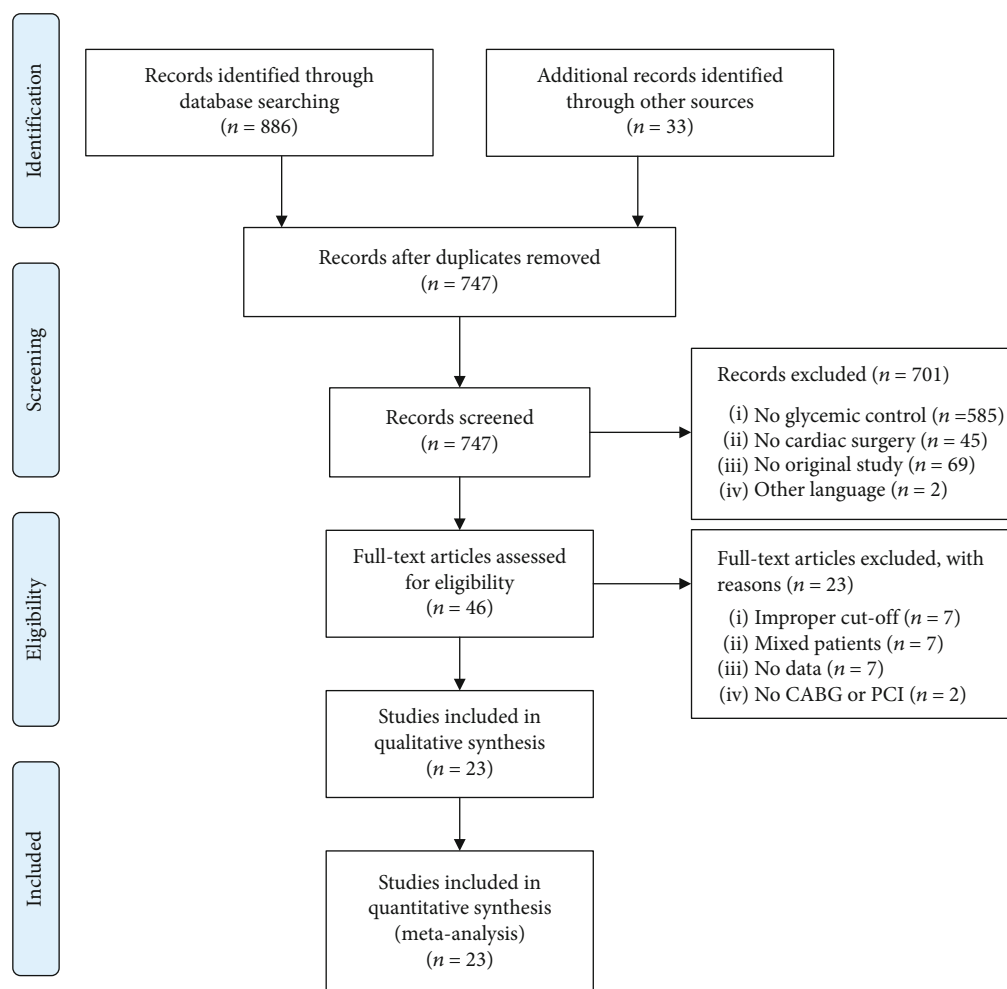 Identification
Records identified through
database searching
(n = 886)
Additional records identified
through other sources
(n = 33)
Records after duplicates removed
(n = 747)
Screening
Records screened
(n = 747)
Records excluded (n = 701)
(i) No glycemic control (n =585)
(ii) No cardiac surgery (n = 45)
(iii) No original study (n = 69)
(iv) Other language (n = 2)
Eligibility
Full-text articles assessed
for eligibility
(n = 46)
Full-text articles excluded, with
reasons (n = 23)
(i) Improper cut-off (n = 7)
(ii) Mixed patients (n = 7)
(iii) No data (n = 7)
(iv) No CABG or PCI (n = 2)
Studies included in
qualitative synthesis
(n = 23)
Included
Studies included in
quantitative synthesis
(meta-analysis)
(n = 23)